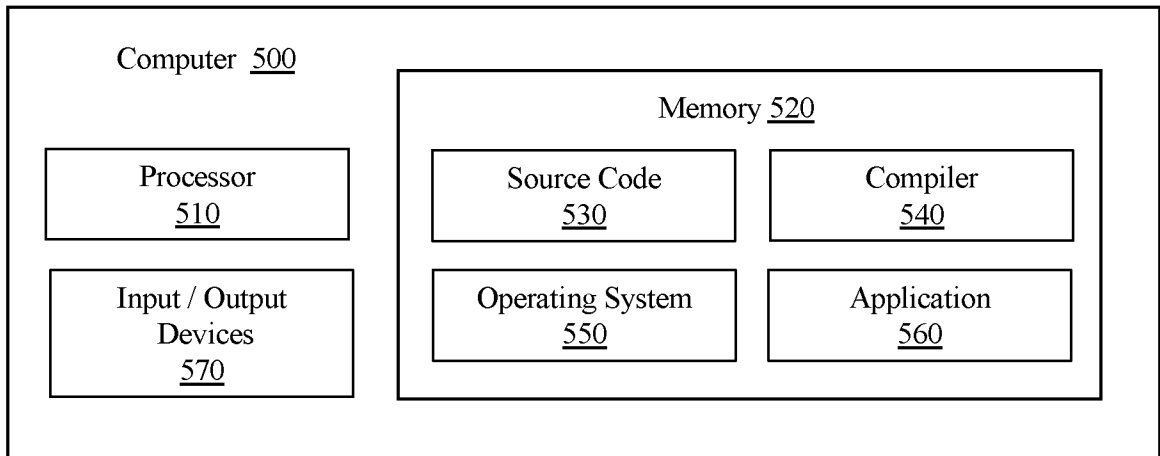 Computer 500
Memory 520
Processor
510
Source Code
530
Compiler
540
Input / Output
Devices
570
Operating System
550
Application
560